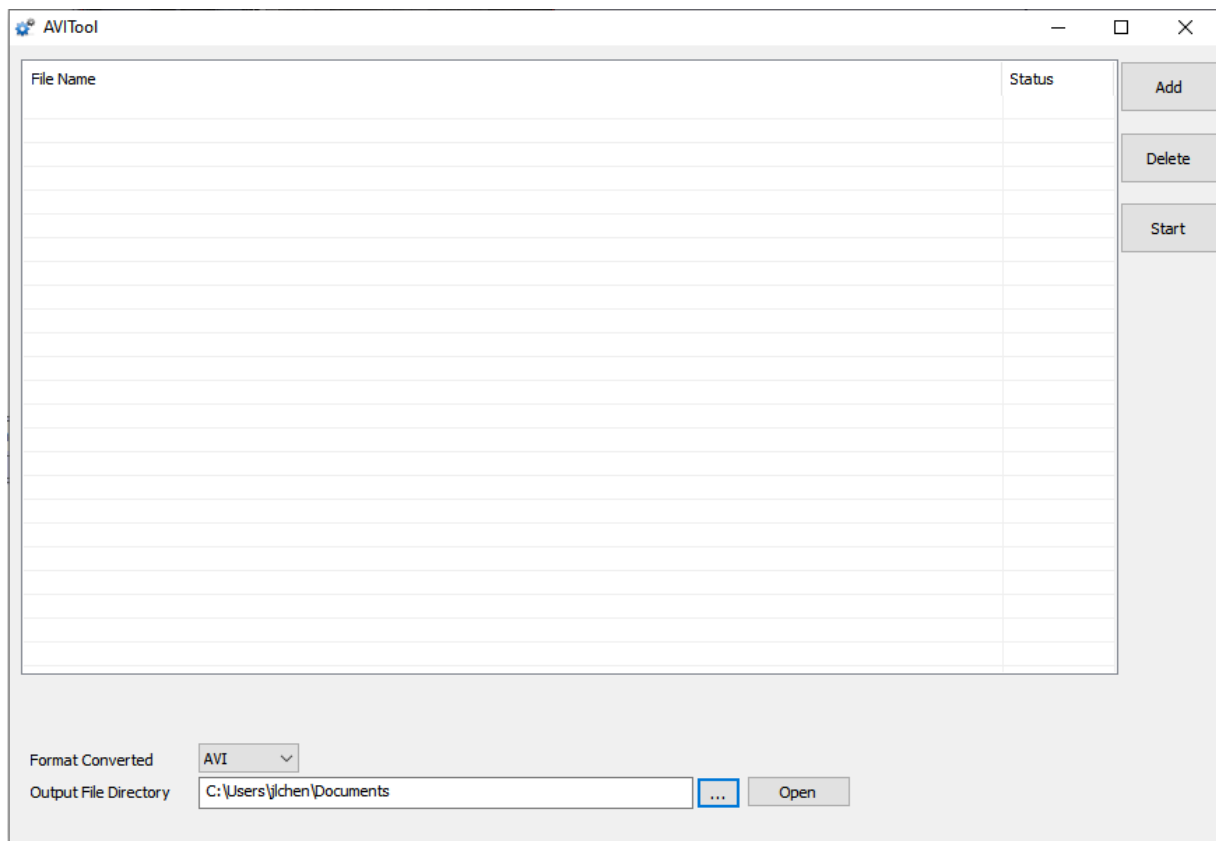 AVITool
File Name Status
Add
Delete
Start
Format Converted AVI
Output File Directory C:\Users\jlchen\Documents ... Open